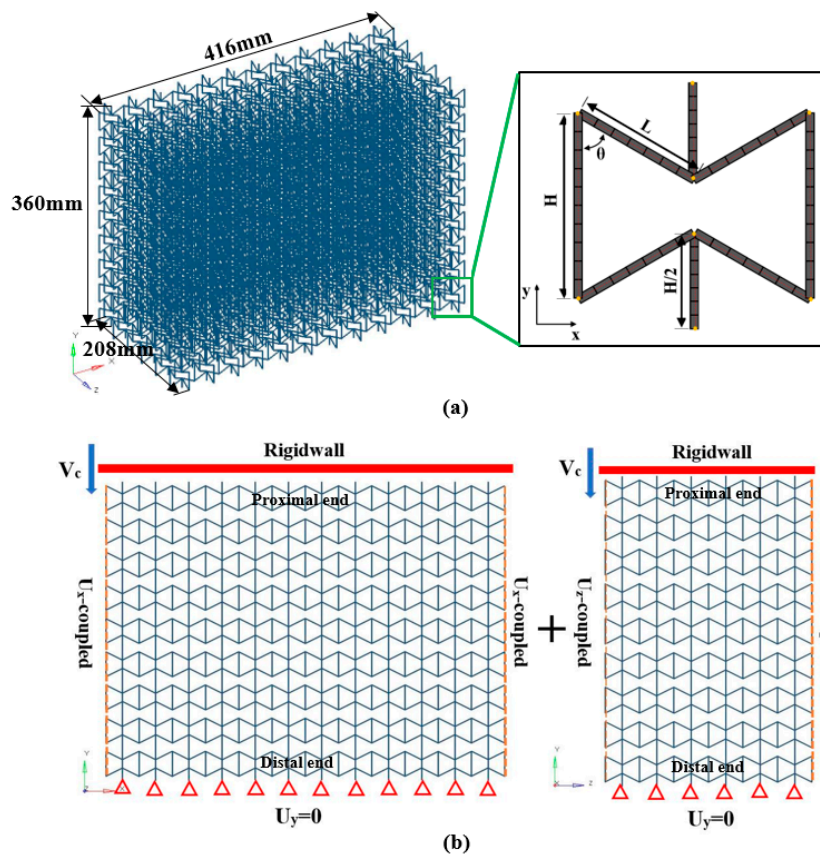 416mm
360mm
208mm
Y
X
Z
L
θ
H
H/2
y
x
(a)
Vc
Rigidwall
Proximal end
Ux-coupled
Ux-coupled
Distal end
Y
X
Uy=0
Vc
Rigidwall
Proximal end
+
Uz-coupled
Distal end
Y
Z
Uy=0
(b)